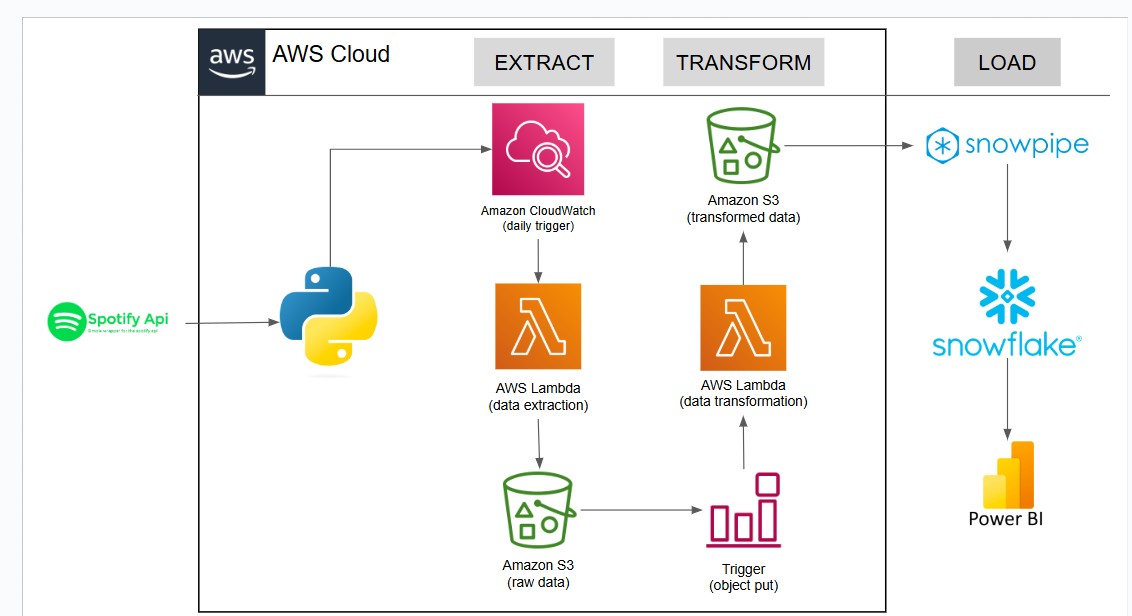 aws
AWS Cloud
EXTRACT
TRANSFORM
LOAD
Amazon CloudWatch
(daily trigger)
Amazon S3
(transformed data)
snowpipe
Spotify Api
AWS Lambda
(data extraction)
AWS Lambda
(data transformation)
snowflake®
Amazon S3
(raw data)
Trigger
(object put)
Power BI